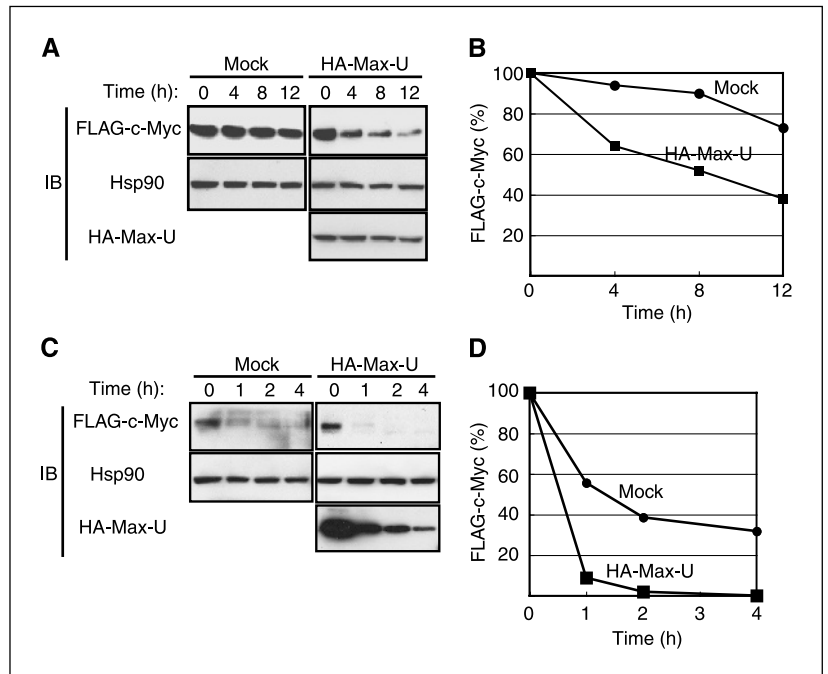 A
Mock
HA-Max-U
Time (h): 0 4 8 12 0 4 8 12
FLAG-c-Myc
IB
Hsp90
HA-Max-U
B
FLAG-c-Myc (%)
100
80
60
40
20
Mock
HA-Max-U
0 4 8 12
Time (h)
C
Mock
HA-Max-U
Time (h): 0 1 2 4 0 1 2 4
FLAG-c-Myc
IB
Hsp90
HA-Max-U
D
FLAG-c-Myc (%)
100
80
60
40
20
Mock
HA-Max-U
0 1 2 3 4
Time (h)